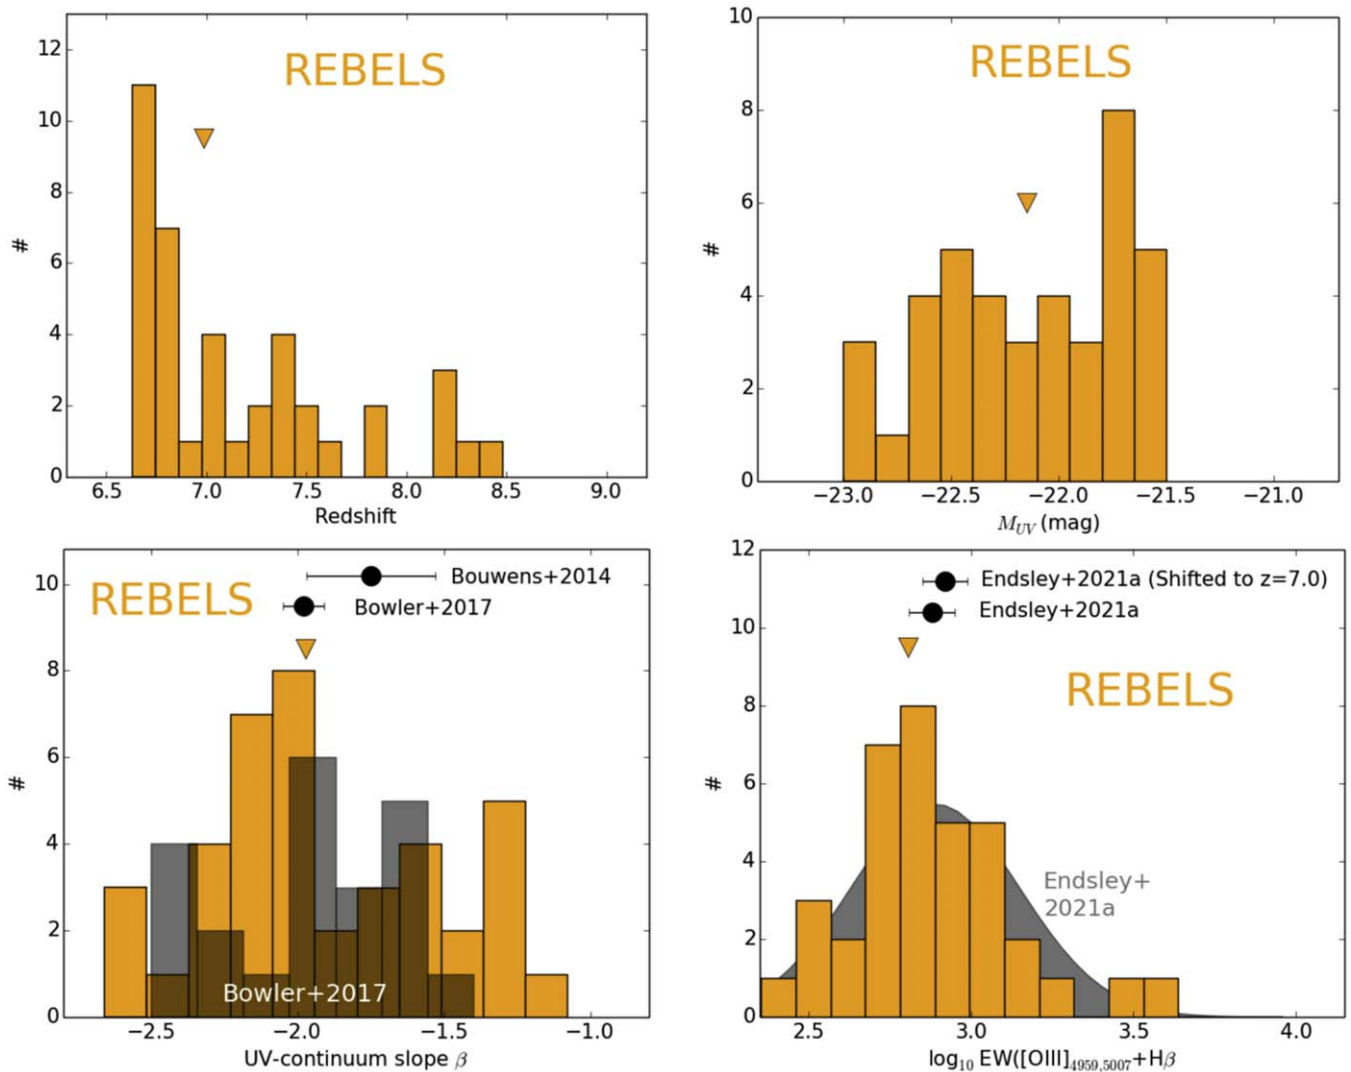 REBELS
#
12
10
8
6
4
2
0
6.5 7.0 7.5 8.0 8.5 9.0
Redshift
REBELS
#
10
8
6
4
2
0
−23.0 −22.5 −22.0 −21.5 −21.0
M_UV (mag)
REBELS
Bouwens+2014
Bowler+2017
#
10
8
6
4
2
0
Bowler+2017
−2.5 −2.0 −1.5 −1.0
UV-continuum slope β
Endsley+2021a (Shifted to z=7.0)
Endsley+2021a
REBELS
#
12
10
8
6
4
2
0
Endsley+
2021a
2.5 3.0 3.5 4.0
log₁₀ EW([OIII]₄₉₅₉,₅₀₀₇+Hβ